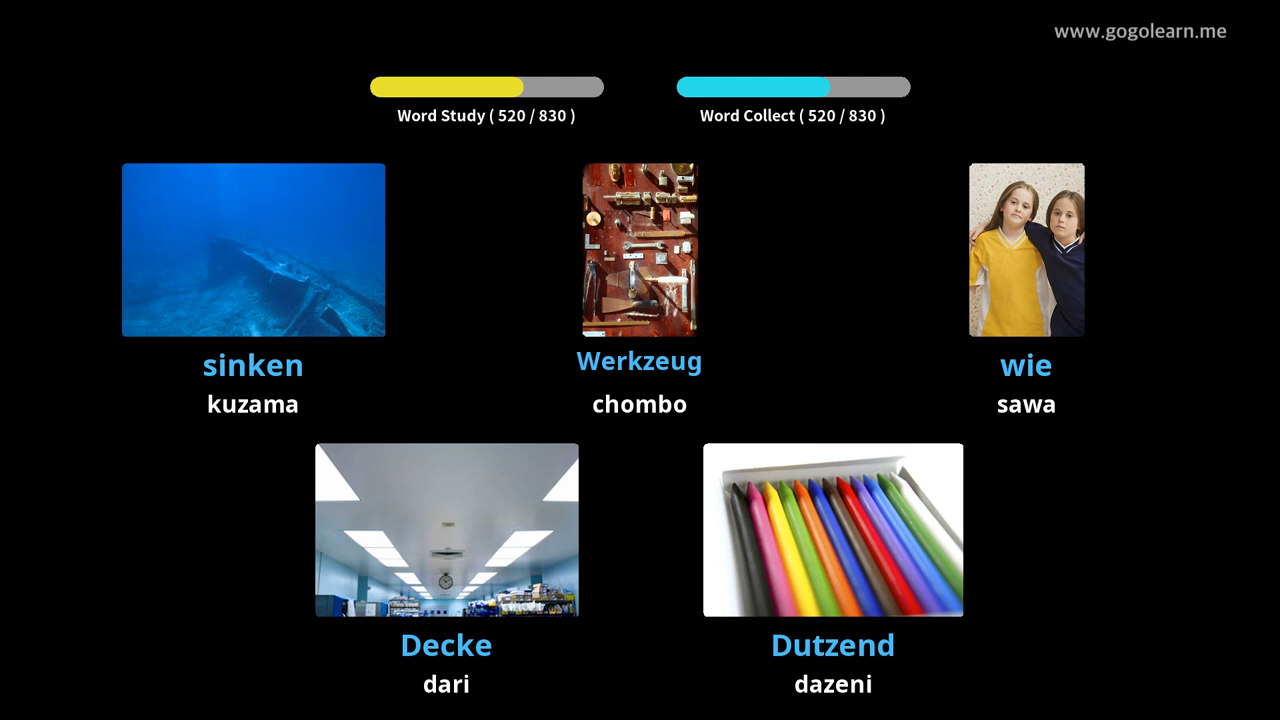 www.gogolearn.me
Word Study ( 520 / 830 )
Word Collect ( 520 / 830 )
sinken
kuzama
Werkzeug
chombo
wie
sawa
Decke
dari
Dutzend
dazeni